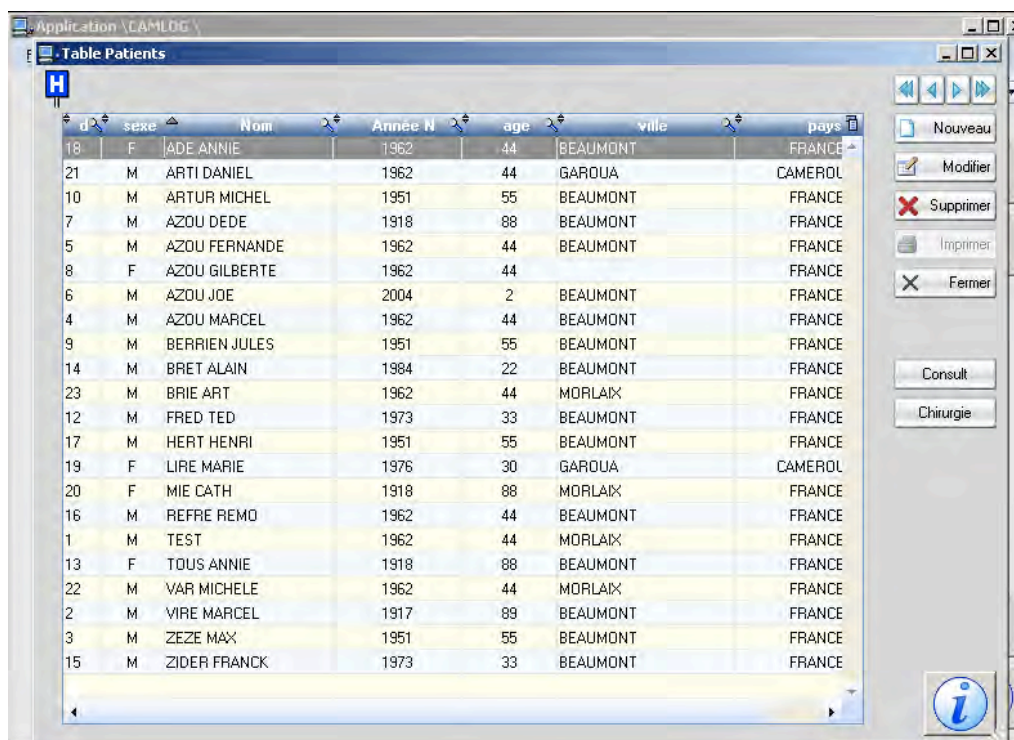 Application \CAMLOG \
Table Patients
H
d sexe Nom Année N age ville pays
18 F ADE ANNIE 1962 44 BEAUMONT FRANCE
21 M ARTI DANIEL 1962 44 GAROUA CAMEROU
10 M ARTUR MICHEL 1951 55 BEAUMONT FRANCE
7 M AZOU DEDE 1918 88 BEAUMONT FRANCE
5 M AZOU FERNANDE 1962 44 BEAUMONT FRANCE
8 F AZOU GILBERTE 1962 44 FRANCE
6 M AZOU JOE 2004 2 BEAUMONT FRANCE
4 M AZOU MARCEL 1962 44 BEAUMONT FRANCE
9 M BERRIEN JULES 1951 55 BEAUMONT FRANCE
14 M BRET ALAIN 1984 22 BEAUMONT FRANCE
23 M BRIE ART 1962 44 MORLAIX FRANCE
12 M FRED TED 1973 33 BEAUMONT FRANCE
17 M HERT HENRI 1951 55 BEAUMONT FRANCE
19 F LIRE MARIE 1976 30 GAROUA CAMEROU
20 F MIE CATH 1918 88 MORLAIX FRANCE
16 M REFRE REMO 1962 44 BEAUMONT FRANCE
1 M TEST 1962 44 MORLAIX FRANCE
13 F TOUS ANNIE 1918 88 BEAUMONT FRANCE
22 M VAR MICHELE 1962 44 MORLAIX FRANCE
2 M VIRE MARCEL 1917 89 BEAUMONT FRANCE
3 M ZEZE MAX 1951 55 BEAUMONT FRANCE
15 M ZIDER FRANCK 1973 33 BEAUMONT FRANCE
Nouveau
Modifier
Supprimer
Imprimer
Fermer
Consult
Chirurgie
i